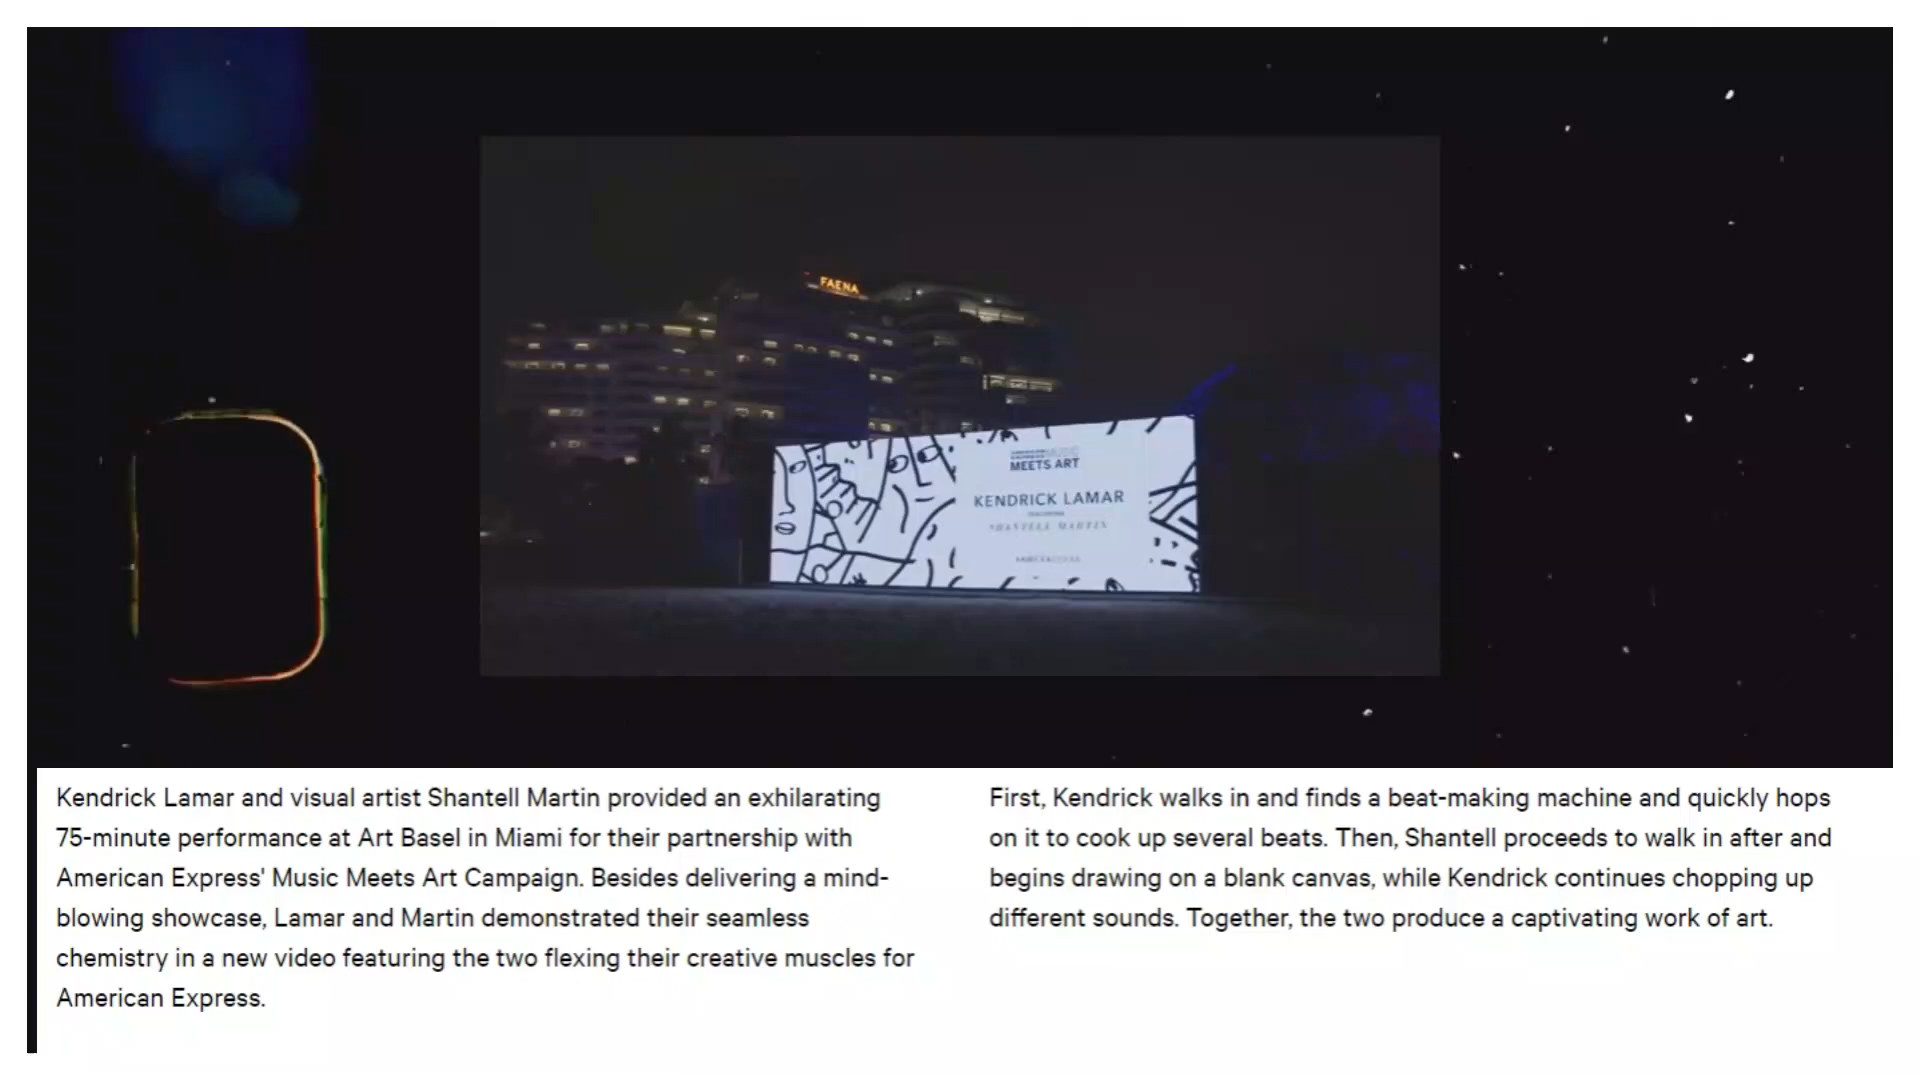 FAENA
MEETS ART
KENDRICK LAMAR
SHANTELL MARTIN
Kendrick Lamar and visual artist Shantell Martin provided an exhilarating
75-minute performance at Art Basel in Miami for their partnership with
American Express' Music Meets Art Campaign. Besides delivering a mind-
blowing showcase, Lamar and Martin demonstrated their seamless
chemistry in a new video featuring the two flexing their creative muscles for
American Express.
First, Kendrick walks in and finds a beat-making machine and quickly hops
on it to cook up several beats. Then, Shantell proceeds to walk in after and
begins drawing on a blank canvas, while Kendrick continues chopping up
different sounds. Together, the two produce a captivating work of art.